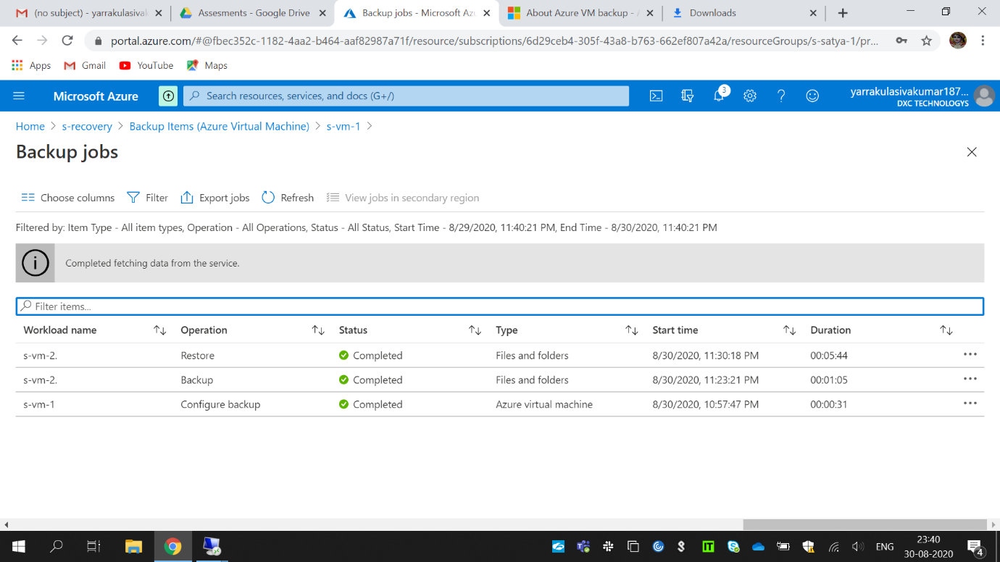 (no subject) - yarrakulasivak
Assesments - Google Drive
Backup jobs - Microsoft Azu
About Azure VM backup - A
Downloads
portal.azure.com/#@fbec352c-1182-4aa2-b464-aaf82987a71f/resource/subscriptions/6d29ceb4-305f-43a8-b763-662ef807a42a/resourceGroups/s-satya-1/pr...
Apps Gmail YouTube Maps
Microsoft Azure
Search resources, services, and docs (G+/)
3
yarrakulasivakumar187...
DXC TECHNOLOGYS
Home > s-recovery > Backup Items (Azure Virtual Machine) > s-vm-1 >
Backup jobs
Choose columns Filter Export jobs Refresh View jobs in secondary region
Filtered by: Item Type - All item types, Operation - All Operations, Status - All Status, Start Time - 8/29/2020, 11:40:21 PM, End Time - 8/30/2020, 11:40:21 PM
Completed fetching data from the service.
Filter items...
Workload name Operation Status Type Start time Duration
s-vm-2. Restore Completed Files and folders 8/30/2020, 11:30:18 PM 00:05:44
s-vm-2. Backup Completed Files and folders 8/30/2020, 11:23:21 PM 00:01:05
s-vm-1 Configure backup Completed Azure virtual machine 8/30/2020, 10:57:47 PM 00:00:31
ENG
23:40
30-08-2020
4